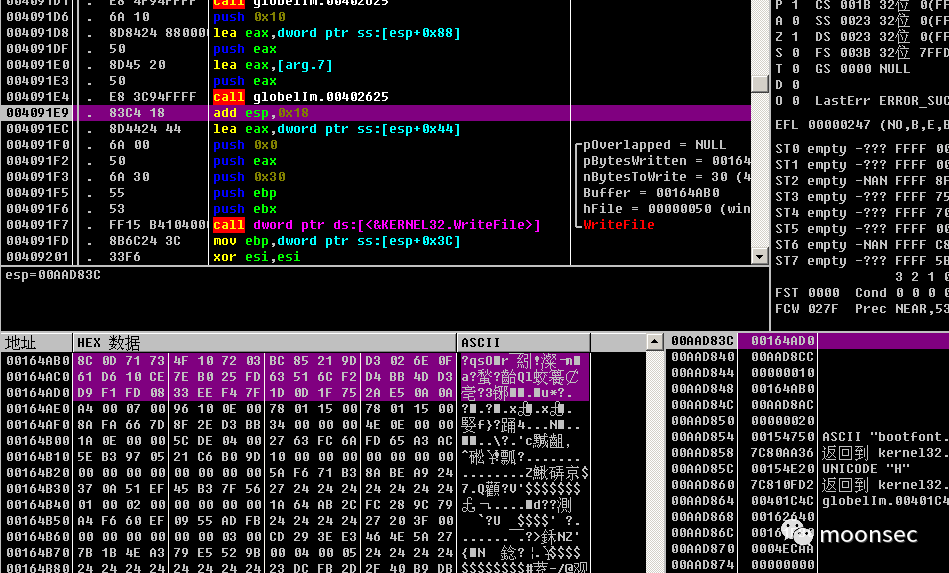 004091D1 . E8 4F94FFFF call globelIm.00402625
004091D6 . 6A 10 push 0x10
004091D8 . 8D8424 880000 lea eax,dword ptr ss:[esp+0x88]
004091DF . 50 push eax
004091E0 . 8D45 20 lea eax,[arg.7]
004091E3 . 50 push eax
004091E4 . E8 3C94FFFF call globelIm.00402625
004091E9 . 83C4 18 add esp,0x18
004091EC . 8D4424 44 lea eax,dword ptr ss:[esp+0x44]
004091F0 . 6A 00 push 0x0
004091F2 . 50 push eax
004091F3 . 6A 30 push 0x30
004091F5 . 55 push ebp
004091F6 . 53 push ebx
004091F7 . FF15 B4104000 call dword ptr ds:[<&KERNEL32.WriteFile>]
004091FD . 8B6C24 3C mov ebp,dword ptr ss:[esp+0x3C]
00409201 . 33F6 xor esi,esi
pOverlapped = NULL
pBytesWritten = 00164
nBytesToWrite = 30 (4
Buffer = 00164AB0
hFile = 00000050 (win
WriteFile
P 1 CS 001B 32位 0(FF
A 0 SS 0023 32位 0(FF
Z 1 DS 0023 32位 0(FF
S 0 FS 003B 32位 7FFD
T 0 GS 0000 NULL
D 0
O 0 LastErr ERROR_SUC
EFL 00000247 (NO,B,E,B
ST0 empty -??? FFFF 00
ST1 empty -??? FFFF 00
ST2 empty -NAN FFFF 8F
ST3 empty -??? FFFF 75
ST4 empty -??? FFFF 7F
ST5 empty -??? FFFF 00
ST6 empty -NAN FFFF C8
ST7 empty -??? FFFF 5B
3 2 1 0
FST 0000 Cond 0 0 0 0
FCW 027F Prec NEAR,53
esp=00AAD83C
地址 HEX 数据 ASCII
00164AB0 8C 0D 71 73 4F 10 72 03 BC 85 21 9D D3 02 6E 0F
00164AC0 61 D6 10 CE 7E B0 25 FD 63 51 6C F2 D4 BB 4D D3
00164AD0 D9 F1 FD 08 33 EE F4 7F 1D 0D 1F 75 2A E5 0A 0A
00164AE0 A4 00 07 00 96 10 0E 00 78 01 15 00 78 01 15 00
00164AF0 8A FA 66 7D 8F 2E D3 BB 34 00 00 00 4E 0E 00 00
00164B00 1A 0E 00 00 5C DE 04 00 27 63 FC 6A FD 65 A3 AC
00164B10 5E B3 97 05 21 C6 B0 9D 10 00 00 00 00 00 00 00
00164B20 00 00 00 00 00 00 00 00 5A F6 71 B3 8A BE A9 24
00164B30 37 0A 51 EF 45 B3 7F 56 27 24 24 24 24 24 24 24
00164B40 01 00 02 00 00 00 00 00 1A 64 AB 2C FC 28 9C 79
00164B50 A4 F6 60 EF 09 55 AD FB 24 24 24 24 27 20 3F 00
00164B60 00 00 00 00 00 00 03 00 CD 29 3E E3 46 4E 5A 27
00164B70 7B 1B 4E A3 79 E5 52 9B 00 04 00 05 24 24 24 24
00164B80 24 24 24 24 24 24 24 24 23 DC FB 2D 2F 40 B9 DB
00AAD83C 00164AD0
00AAD840 00AAD8CC
00AAD844 00000010
00AAD848 00164AB0
00AAD84C 00AAD8AC
00AAD850 00000020
00AAD854 00154750 ASCII "bootfont.
00AAD858 7C80AA36 返回到 kernel32.
00AAD85C 00154E20 UNICODE "H"
00AAD860 7C810FD2 返回到 kernel32.
00AAD864 00401C4C globelIm.00401C4
00AAD868 00162640
00AAD86C
00AAD870 0004ECAA
00AAD874 00000000
moonsec